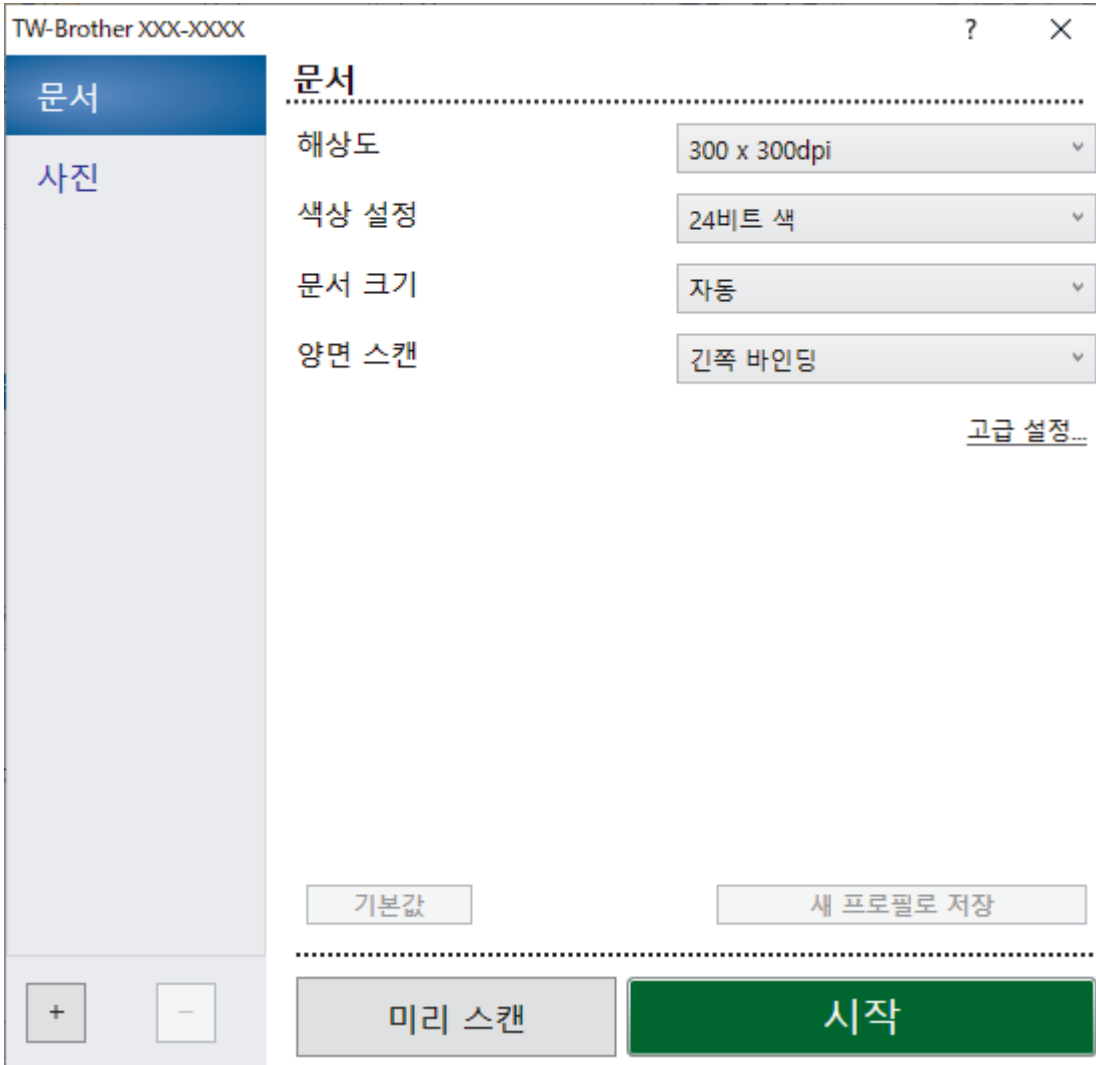 TW-Brother XXX-XXXX ?
문서
사진
문서
해상도 300 x 300dpi
색상 설정 24비트 색
문서 크기 자동
양면 스캔 긴쪽 바인딩
고급 설정...
기본값 새 프로필로 저장
+ − 미리 스캔 시작